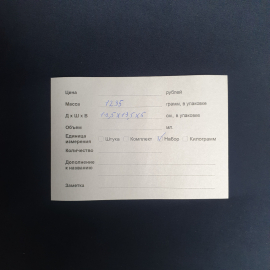 Цена рублей
Масса 1235 грамм, в упаковке
Д х Ш х В см., в упаковке
Объем мл.
Единица измерения Штука Комплект Набор Килограмм
Количество
Дополнение к названию
Заметка